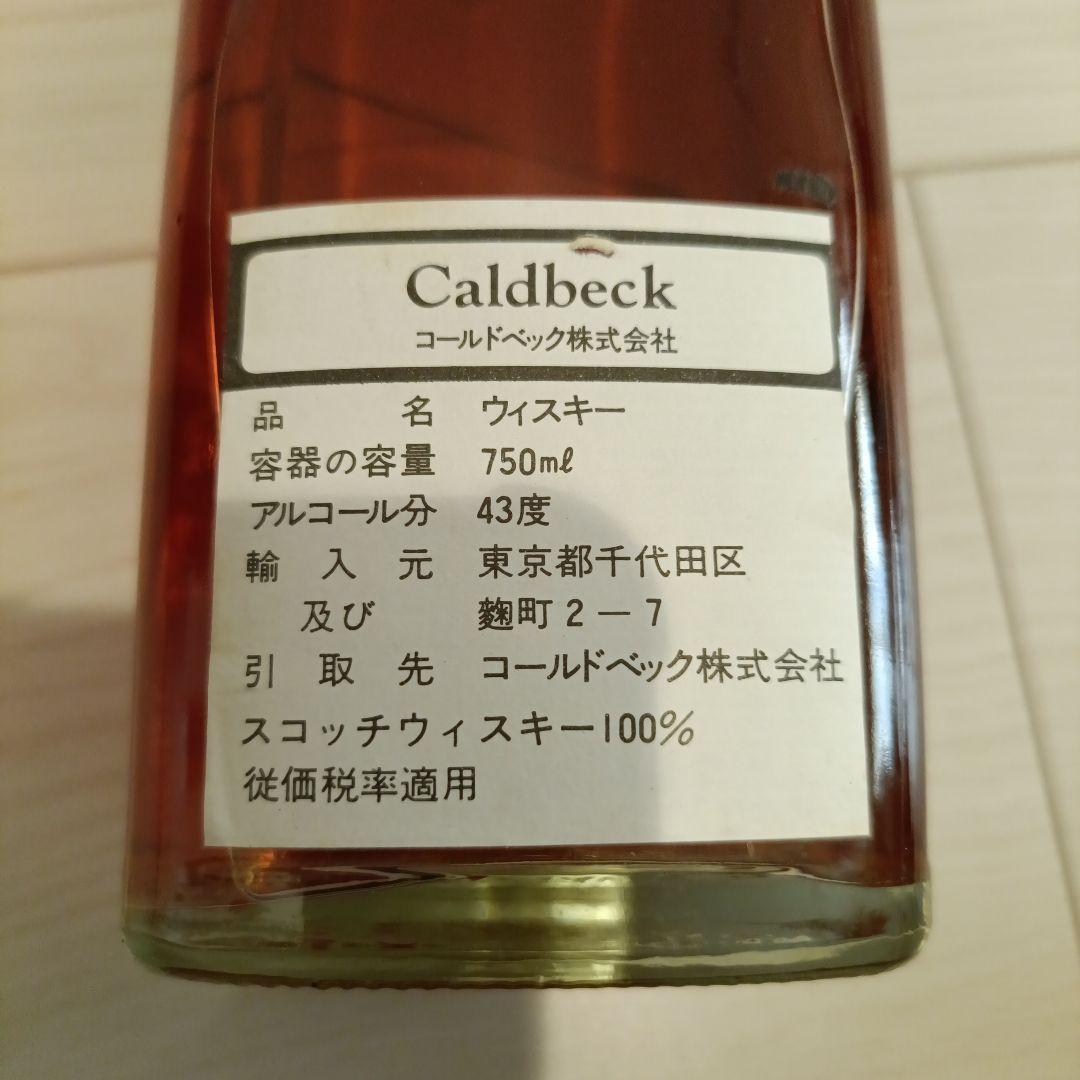 Caldbeck
コールドベック株式会社
品名 ウィスキー
容器の容量 750mℓ
アルコール分 43度
輸入元 東京都千代田区
及び 麴町2－7
引取先 コールドベック株式会社
スコッチウィスキー100%
従価税率適用